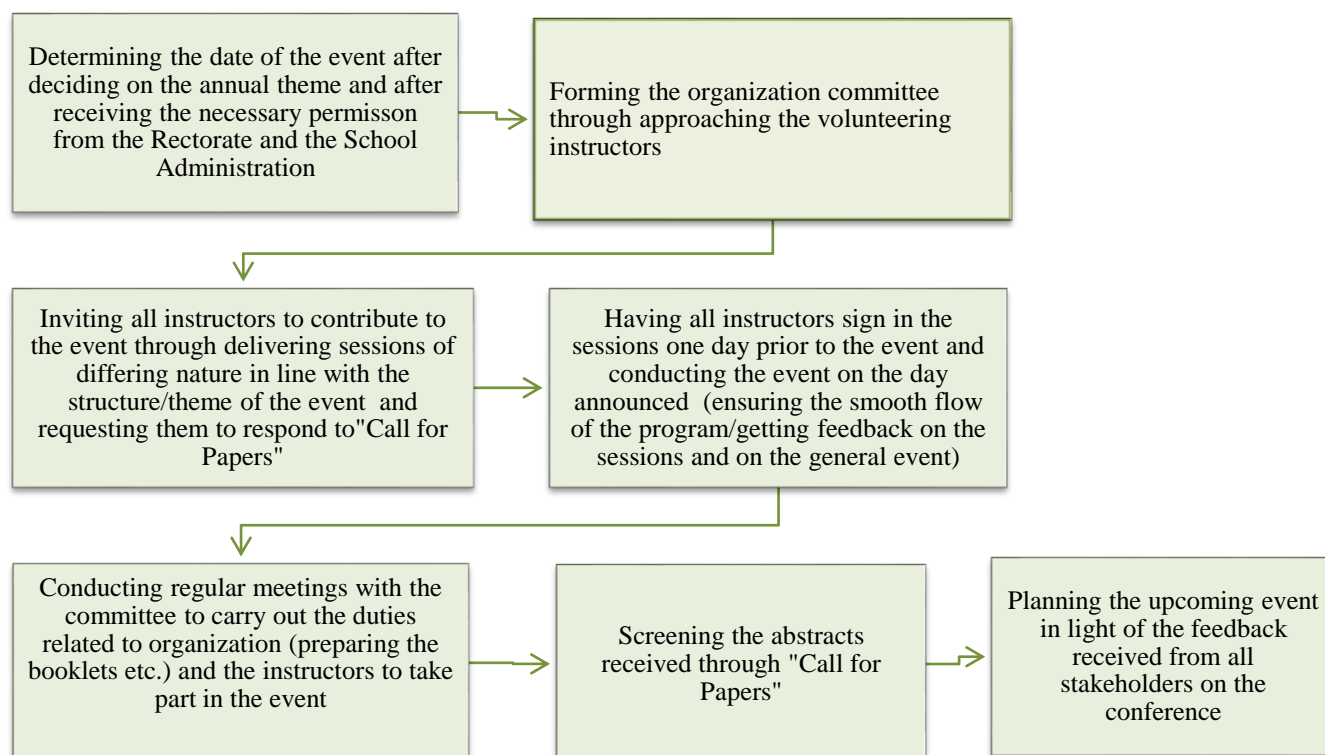 Determining the date of the event after
deciding on the annual theme and after
receiving the necessary permisson
from the Rectorate and the School
Administration
Forming the organization committee
through approaching the volunteering
instructors
Inviting all instructors to contribute to
the event through delivering sessions of
differing nature in line with the
structure/theme of the event and
requesting them to respond to"Call for
Papers"
Having all instructors sign in the
sessions one day prior to the event and
conducting the event on the day
announced (ensuring the smooth flow
of the program/getting feedback on the
sessions and on the general event)
Conducting regular meetings with the
committee to carry out the duties
related to organization (preparing the
booklets etc.) and the instructors to take
part in the event
Screening the abstracts
received through "Call for
Papers"
Planning the upcoming event
in light of the feedback
received from all
stakeholders on the
conference